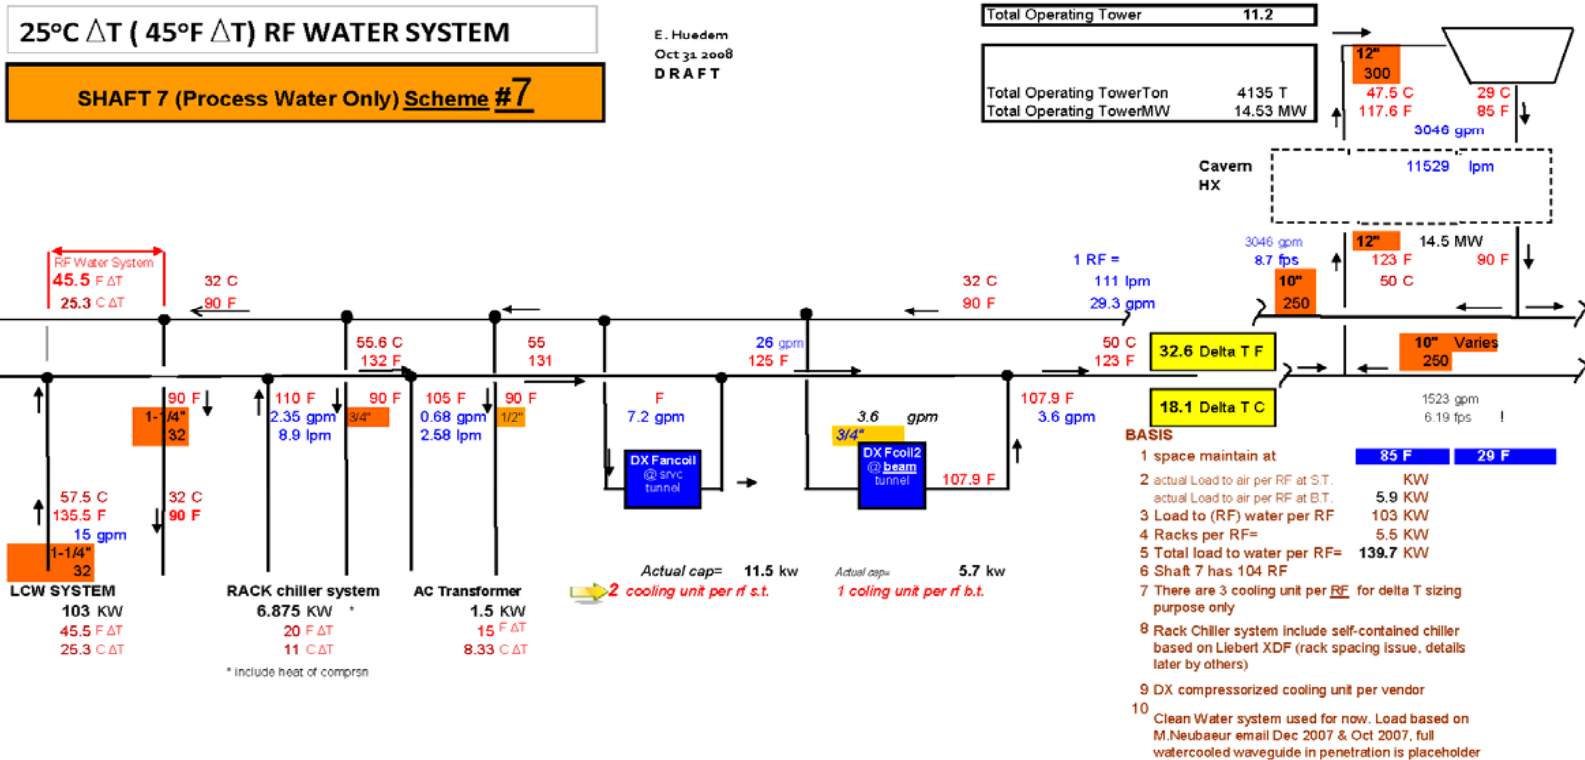 25°C ΔT ( 45°F ΔT) RF WATER SYSTEM
SHAFT 7 (Process Water Only) Scheme #7
E. Huedem
Oct 31 2008
DRAFT
Total Operating Tower 11.2
Total Operating TowerTon 4135 T
Total Operating TowerMW 14.53 MW
12"
300
47.5 C 29 C
117.6 F 85 F
3046 gpm
Cavern
HX
11529 lpm
3046 gpm
8.7 fps
12" 14.5 MW
123 F 90 F
50 C
10"
250
RF Water System
45.5 F ΔT
25.3 C ΔT
32 C
90 F
32 C
90 F
1 RF =
111 lpm
29.3 gpm
55.6 C
132 F
55
131
26 gpm
125 F
50 C
123 F
32.6 Delta T F
18.1 Delta T C
10" Varies
250
1523 gpm
6.19 fps !
90 F
1-1/4"
32
110 F
2.35 gpm
8.9 lpm
90 F
3/4"
105 F
0.68 gpm
2.58 lpm
90 F
1/2"
F
7.2 gpm
3.6 gpm
3/4"
107.9 F
3.6 gpm
DX Fancoil
@ srvc
tunnel
DX Fcoil2
@ beam
tunnel
107.9 F
57.5 C
135.5 F
15 gpm
1-1/4"
32
32 C
90 F
LCW SYSTEM
103 KW
45.5 F ΔT
25.3 C ΔT
RACK chiller system
6.875 KW *
20 F ΔT
11 C ΔT
* include heat of comprsn
AC Transformer
1.5 KW
15 F ΔT
8.33 C ΔT
Actual cap= 11.5 kw
2 cooling unit per rf s.t.
Actual cap= 5.7 kw
1 coling unit per rf b.t.
BASIS
1 space maintain at 85 F 29 F
2 actual Load to air per RF at S.T. KW
actual Load to air per RF at B.T. 5.9 KW
3 Load to (RF) water per RF 103 KW
4 Racks per RF= 5.5 KW
5 Total load to water per RF= 139.7 KW
6 Shaft 7 has 104 RF
7 There are 3 cooling unit per RF for delta T sizing
purpose only
8 Rack Chiller system include self-contained chiller
based on Liebert XDF (rack spacing issue, details
later by others)
9 DX compressorized cooling unit per vendor
10
Clean Water system used for now. Load based on
M.Neubaeur email Dec 2007 & Oct 2007, full
watercooled waveguide in penetration is placeholder